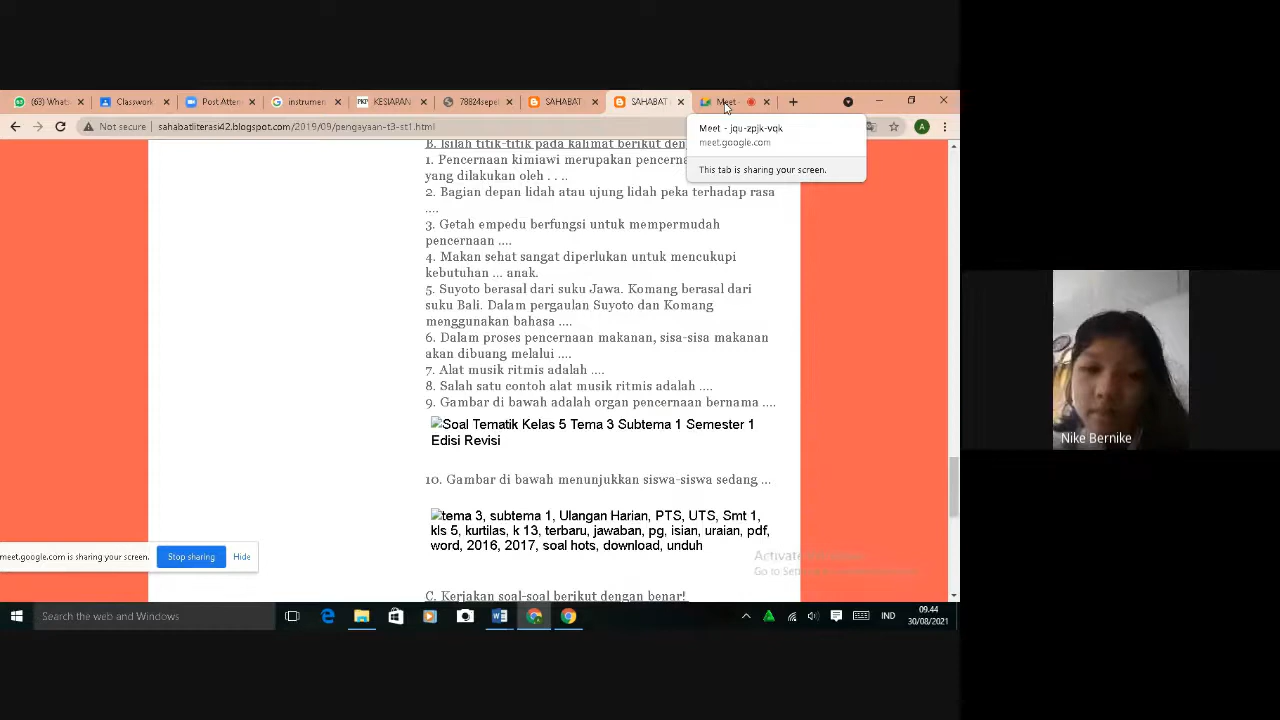 (63) What:
Classwork
Post Atten
instrumen
PKP KESIAPAN
78824sepel
SAHABAT
SAHABAT
Meet
Not secure
sahabatliterasi42.blogspot.com/2019/09/pengayaan-t3-st1.html
A
Meet - jqu-zpjk-vqk
meet.google.com
This tab is sharing your screen.
B. Isilah titik-titik pada kalimat berikut den
1. Pencernaan kimiawi merupakan pencerna
yang dilakukan oleh . . ..
2. Bagian depan lidah atau ujung lidah peka terhadap rasa
....
3. Getah empedu berfungsi untuk mempermudah
pencernaan ....
4. Makan sehat sangat diperlukan untuk mencukupi
kebutuhan ... anak.
5. Suyoto berasal dari suku Jawa. Komang berasal dari
suku Bali. Dalam pergaulan Suyoto dan Komang
menggunakan bahasa ....
6. Dalam proses pencernaan makanan, sisa-sisa makanan
akan dibuang melalui ....
7. Alat musik ritmis adalah ....
8. Salah satu contoh alat musik ritmis adalah ....
9. Gambar di bawah adalah organ pencernaan bernama ....
Soal Tematik Kelas 5 Tema 3 Subtema 1 Semester 1
Edisi Revisi
10. Gambar di bawah menunjukkan siswa-siswa sedang ...
tema 3, subtema 1, Ulangan Harian, PTS, UTS, Smt 1,
kls 5, kurtilas, k 13, terbaru, jawaban, pg, isian, uraian, pdf,
word, 2016, 2017, soal hots, download, unduh
C. Kerjakan soal-soal berikut dengan benar!
meet.google.com is sharing your screen.
Stop sharing
Hide
Activate
Go to Se
Nike Bernike
Search the web and Windows
IND
09.44
30/08/2021